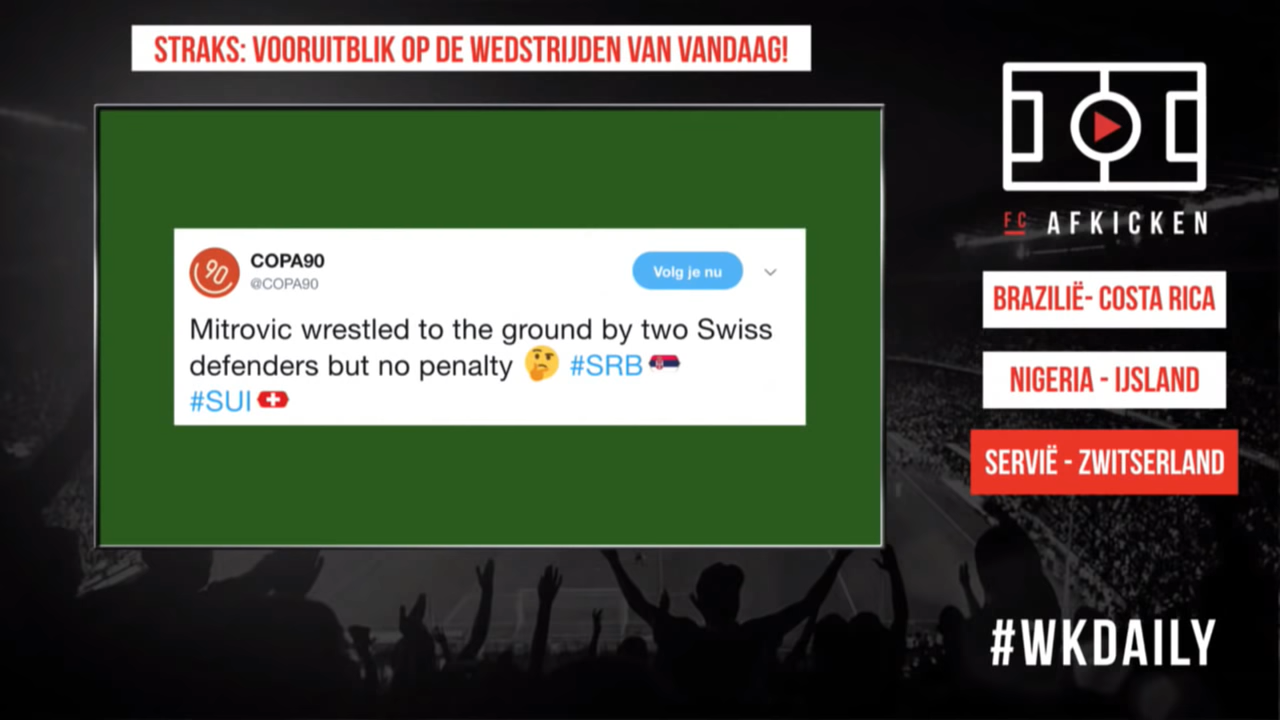 STRAKS: VOORUITBLIK OP DE WEDSTRIJDEN VAN VANDAAG!
COPA90
@COPA90
Volg je nu
Mitrovic wrestled to the ground by two Swiss
defenders but no penalty 🤔 #SRB🇷🇸
#SUI🇨🇭
90
FC AFKICKEN
BRAZILIË- COSTA RICA
NIGERIA - IJSLAND
SERVIË - ZWITSERLAND
#WKDAILY